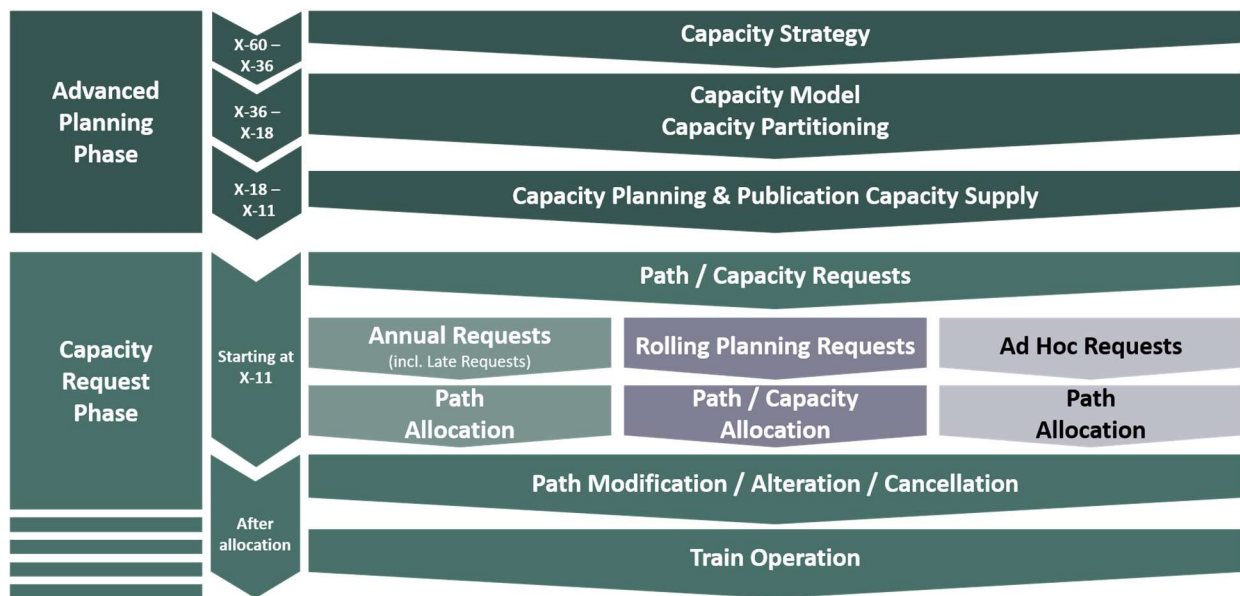 Advanced
Planning
Phase
X-60 –
X-36
Capacity Strategy
X-36 –
X-18
Capacity Model
Capacity Partitioning
X-18 –
X-11
Capacity Planning & Publication Capacity Supply
Capacity
Request
Phase
Starting at
X-11
Path / Capacity Requests
Annual Requests
(incl. Late Requests)
Rolling Planning Requests
Ad Hoc Requests
Path
Allocation
Path / Capacity
Allocation
Path
Allocation
After
allocation
Path Modification / Alteration / Cancellation
Train Operation